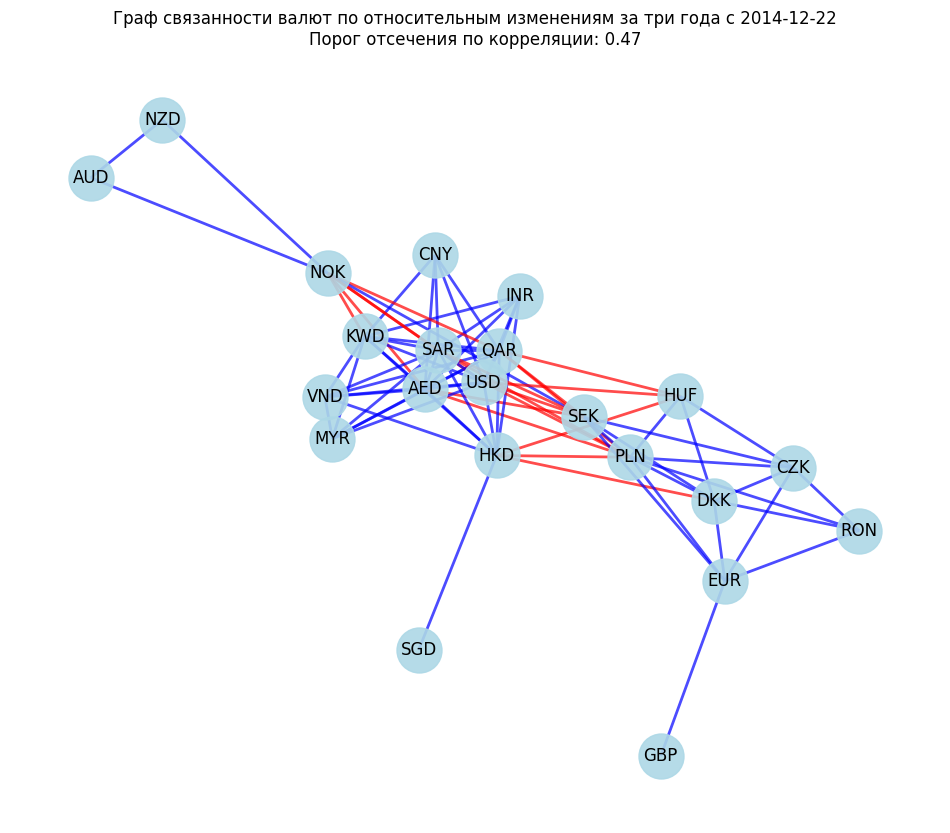 Граф связанности валют по относительным изменениям за три года с 2014-12-22
Порог отсечения по корреляции: 0.47
NZD
AUD
CNY
NOK
INR
KWD
SAR
QAR
USD
AED
VND
HUF
SEK
MYR
HKD
PLN
CZK
DKK
RON
EUR
SGD
GBP